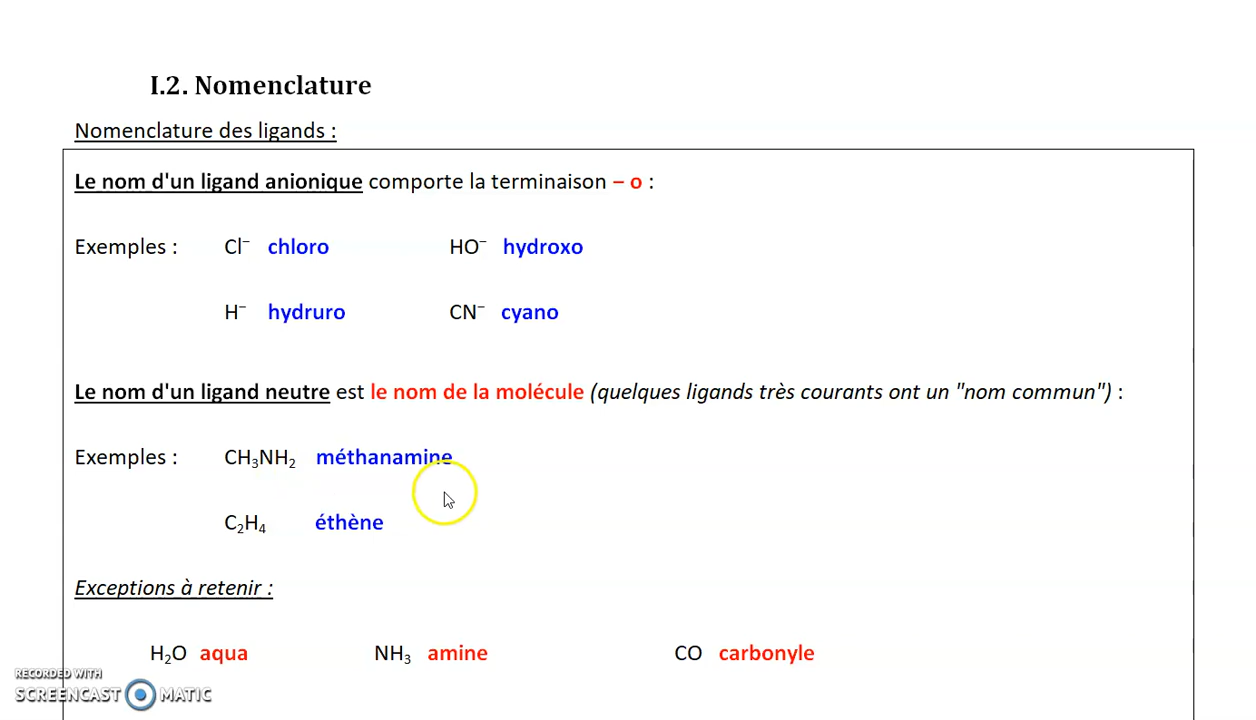 I.2. Nomenclature
Nomenclature des ligands :
Le nom d'un ligand anionique comporte la terminaison – o :
Exemples : Cl⁻ chloro HO⁻ hydroxo
H⁻ hydruro CN⁻ cyano
Le nom d'un ligand neutre est le nom de la molécule (quelques ligands très courants ont un "nom commun") :
Exemples : CH₃NH₂ méthanamine
C₂H₄ éthène
Exceptions à retenir :
H₂O aqua NH₃ amine CO carbonyle
RECORDED WITH
SCREENCAST MATIC